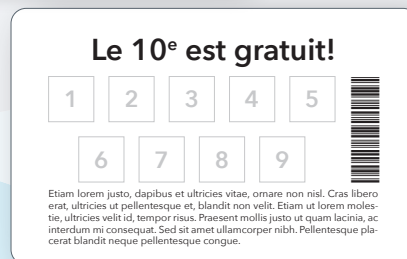 Le 10e est gratuit!
1 2 3 4 5
6 7 8 9
Etiam lorem justo, dapibus et ultricies vitae, ornare non nisl. Cras libero
erat, ultricies ut pellentesque et, blandit non velit. Etiam ut lorem moles-
tie, ultricies velit id, tempor risus. Praesent mollis justo ut quam lacinia, ac
interdum mi consequat. Sed sit amet ullamcorper nibh. Pellentesque pla-
cerat blandit neque pellentesque congue.